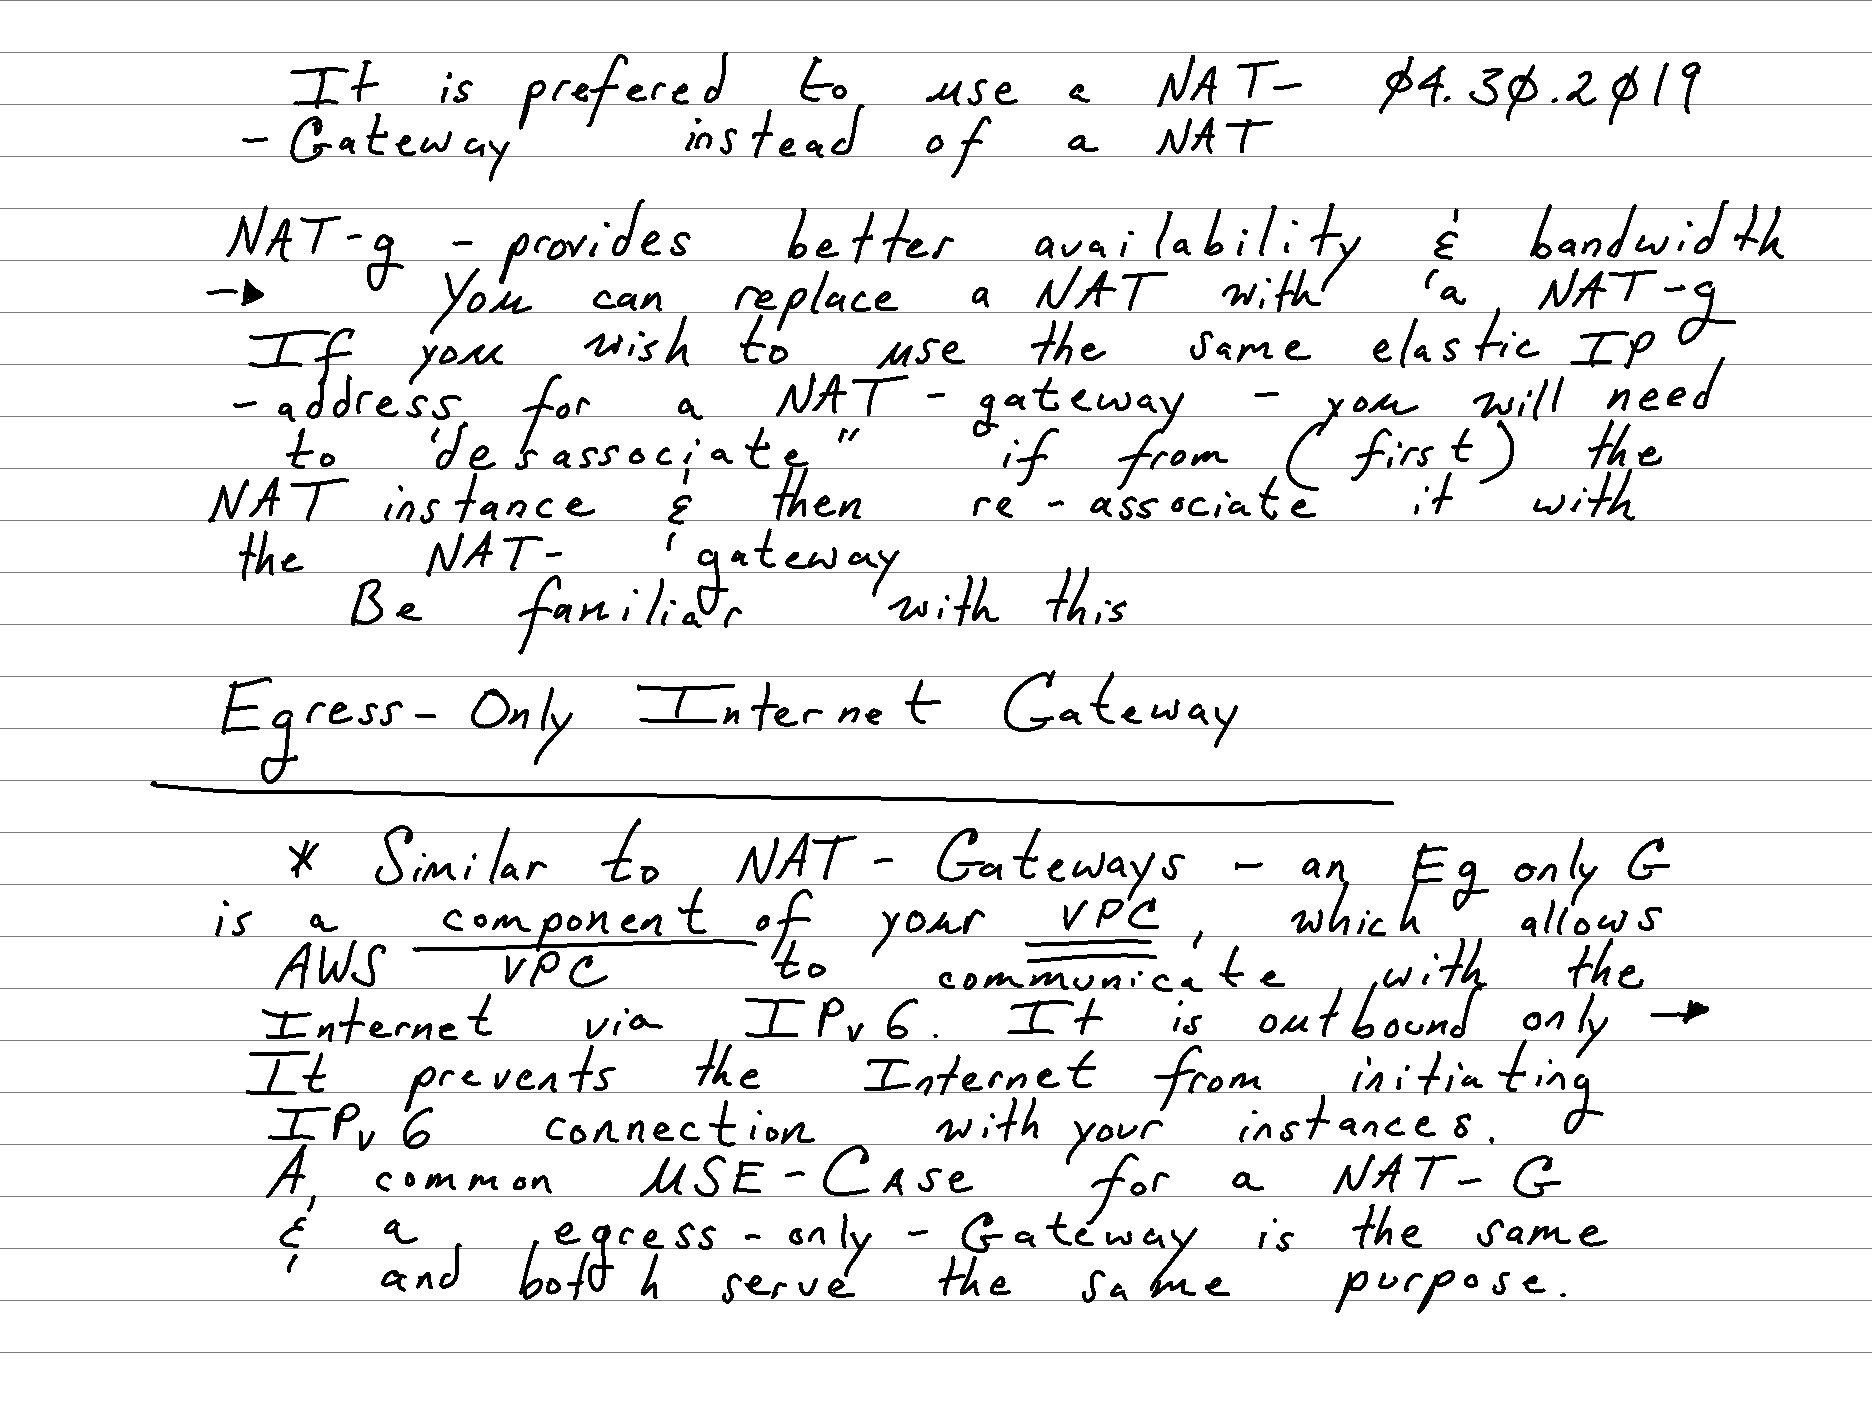 It is prefered to use a NAT- 04.30.2019
- Gateway instead of a NAT
NAT-g - provides better availability & bandwidth
→ You can replace a NAT with a NAT-g
If you wish to use the same elastic IP
- address for a NAT - gateway - you will need
to "desassociate" if from (first) the
NAT instance & then re-associate it with
the NAT- gateway
Be familiar with this
Egress-Only Internet Gateway
* Similar to NAT - Gateways - an Eg only G
is a component of your VPC, which allows
AWS VPC to communicate with the
Internet via IPv6. It is outbound only →
It prevents the Internet from initiating
IPv6 connection with your instances.
A common USE-CASE for a NAT-G
& a egress-only-Gateway is the same
and both serve the same purpose.